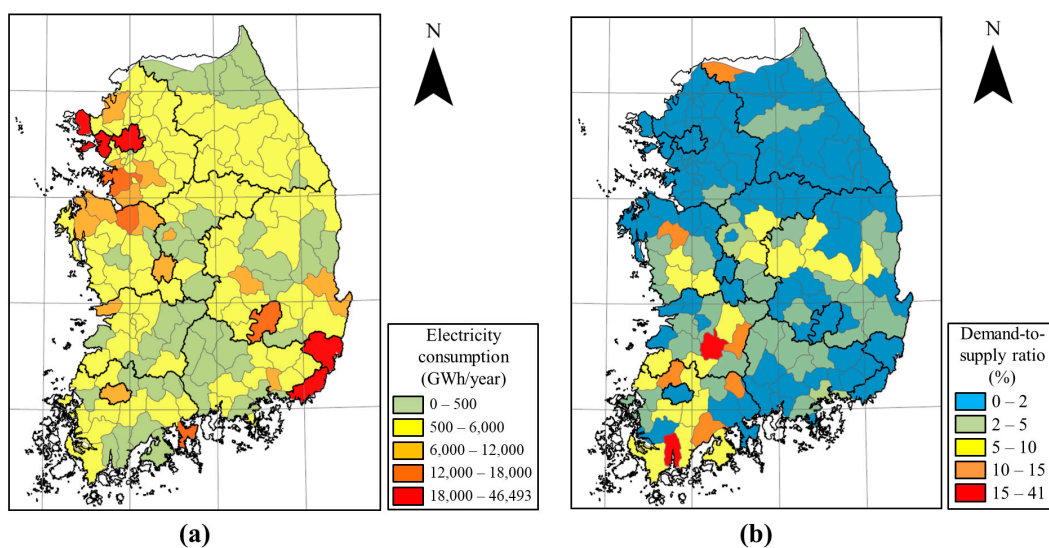 N
Electricity
consumption
(GWh/year)
0 – 500
500 – 6,000
6,000 – 12,000
12,000 – 18,000
18,000 – 46,493
(a)
N
Demand-to-
supply ratio
(%)
0 – 2
2 – 5
5 – 10
10 – 15
15 – 41
(b)